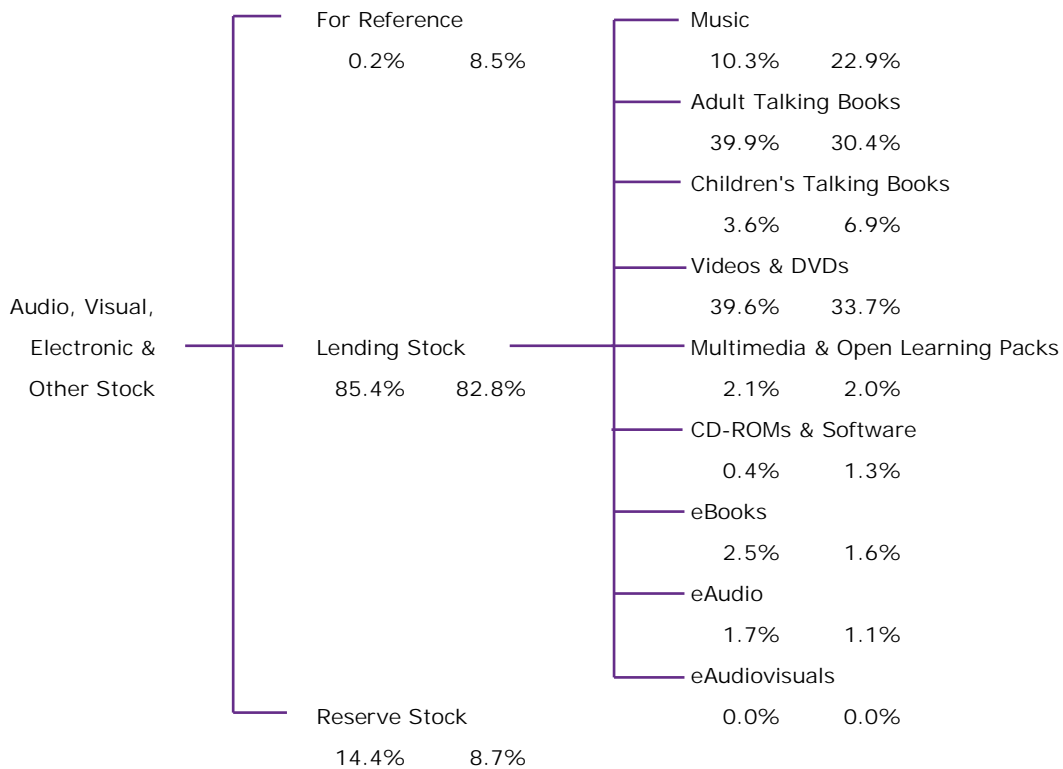 For Reference
0.2% 8.5%
Audio, Visual,
Electronic &
Other Stock
Lending Stock
85.4% 82.8%
Reserve Stock
14.4% 8.7%
Music
10.3% 22.9%
Adult Talking Books
39.9% 30.4%
Children's Talking Books
3.6% 6.9%
Videos & DVDs
39.6% 33.7%
Multimedia & Open Learning Packs
2.1% 2.0%
CD-ROMs & Software
0.4% 1.3%
eBooks
2.5% 1.6%
eAudio
1.7% 1.1%
eAudiovisuals
0.0% 0.0%